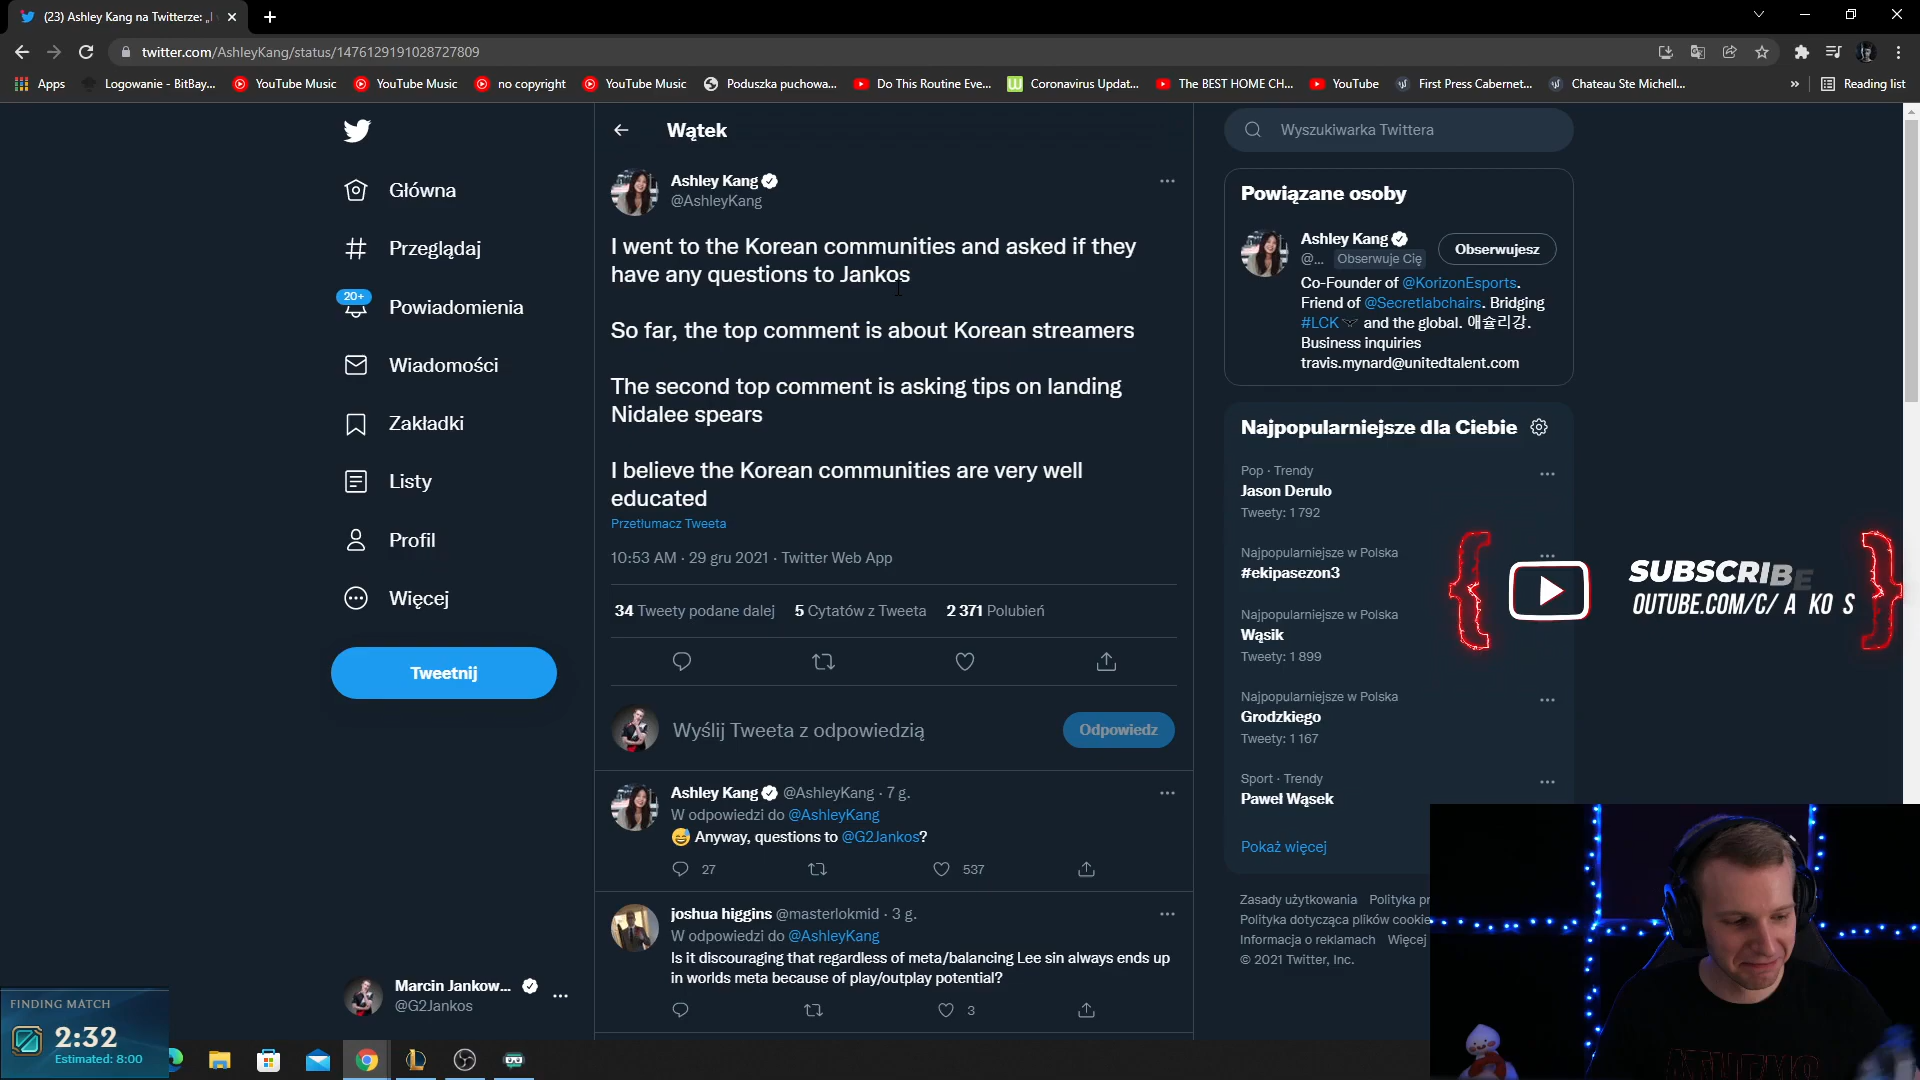 (23) Ashley Kang na Twitterze: „I
twitter.com/AshleyKang/status/1476129191028727809
Apps
Logowanie - BitBay...
YouTube Music
YouTube Music
no copyright
YouTube Music
Poduszka puchowa...
Do This Routine Eve...
Coronavirus Updat...
The BEST HOME CH...
YouTube
First Press Cabernet...
Chateau Ste Michell...
»
Reading list
Główna
Przeglądaj
20+
Powiadomienia
Wiadomości
Zakładki
Listy
Profil
Więcej
Tweetnij
Marcin Jankow...
@G2Jankos
Wątek
Ashley Kang
@AshleyKang
I went to the Korean communities and asked if they
have any questions to Jankos
So far, the top comment is about Korean streamers
The second top comment is asking tips on landing
Nidalee spears
I believe the Korean communities are very well
educated
Przetłumacz Tweeta
10:53 AM · 29 gru 2021 · Twitter Web App
34 Tweety podane dalej 5 Cytatów z Tweeta 2 371 Polubień
Wyślij Tweeta z odpowiedzią
Odpowiedz
Ashley Kang @AshleyKang · 7 g.
W odpowiedzi do @AshleyKang
Anyway, questions to @G2Jankos?
27
537
joshua higgins @masterlokmid · 3 g.
W odpowiedzi do @AshleyKang
Is it discouraging that regardless of meta/balancing Lee sin always ends up
in worlds meta because of play/outplay potential?
3
Wyszukiwarka Twittera
Powiązane osoby
Ashley Kang
@... Obserwuje Cię
Obserwujesz
Co-Founder of @KorizonEsports.
Friend of @Secretlabchairs. Bridging
#LCK and the global. 애슐리강.
Business inquiries
travis.mynard@unitedtalent.com
Najpopularniejsze dla Ciebie
Pop · Trendy
Jason Derulo
Tweety: 1 792
Najpopularniejsze w Polska
#ekipasezon3
Najpopularniejsze w Polska
Wąsik
Tweety: 1 899
Najpopularniejsze w Polska
Grodzkiego
Tweety: 1 167
Sport · Trendy
Paweł Wąsek
Pokaż więcej
Zasady użytkowania Polityka pr
Polityka dotycząca plików cookie
Informacja o reklamach Więcej
© 2021 Twitter, Inc.
SUBSCRIBE
OUTUBE.COM/C/ A KO S
FINDING MATCH
2:32
Estimated: 8:00